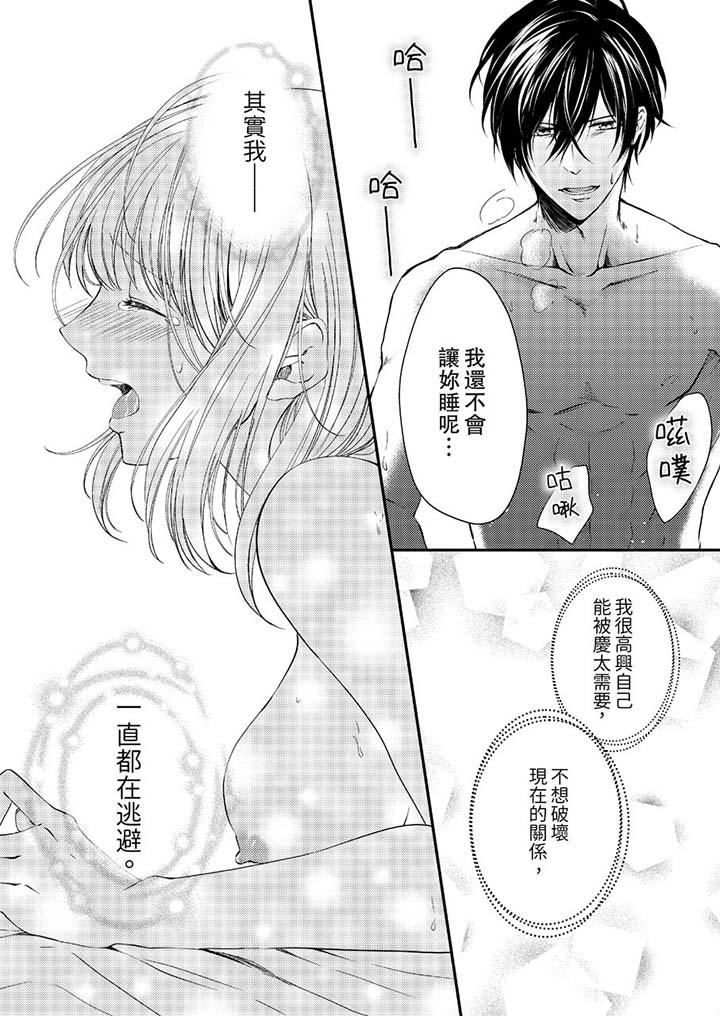 哈——
哈——
我還不會
讓妳睡呢…
嗞噗
咕啾
我很高興自己
能被慶太需要，
不想破壞
現在的關係，
其實我——
一直都在逃避。